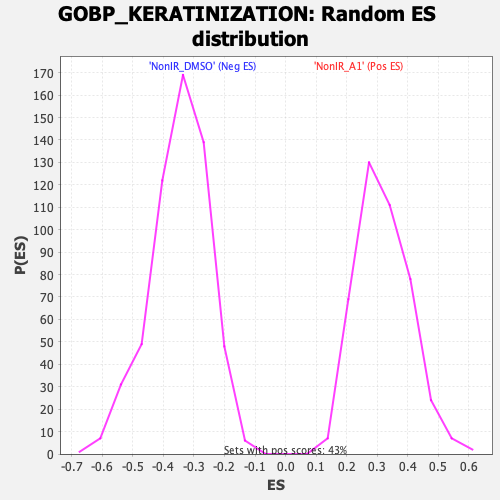 GOBP_KERATINIZATION: Random ES
distribution
'NonIR_DMSO' (Neg ES)
'NonIR_A1' (Pos ES)
P(ES)
170
160
150
140
130
120
110
100
90
80
70
60
50
40
30
20
10
0
Sets with pos scores: 43%
-0.7 -0.6 -0.5 -0.4 -0.3 -0.2 -0.1 0.0 0.1 0.2 0.3 0.4 0.5 0.6
ES